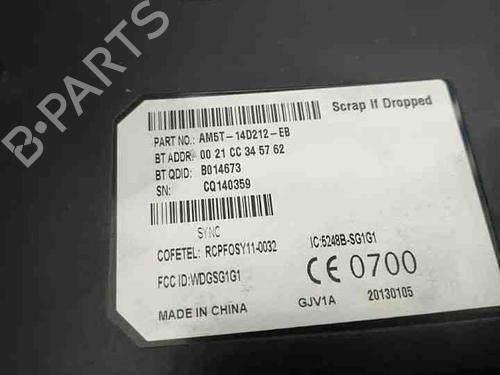 B-PARTS
Scrap If Dropped
PART NO.: AM5T-14D212-EB
BT ADDR: 00 21 CC 34 57 62
BT QDID: B014673
SN: CQ140359
SYNC
COFETEL: RCPFOSY11-0032 IC:5248B-SG1G1
FCC ID:WDGSG1G1 CE 0700
MADE IN CHINA GJV1A 20130105